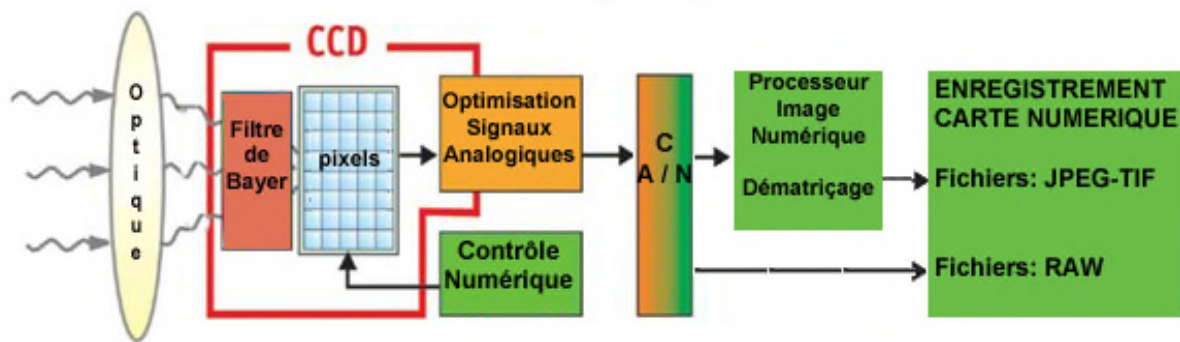 CCD
Optique
Filtre
de
Bayer
pixels
Optimisation
Signaux
Analogiques
Contrôle
Numérique
C
A / N
Processeur
Image
Numérique
Dématriçage
ENREGISTREMENT
CARTE NUMERIQUE
Fichiers: JPEG-TIF
Fichiers: RAW